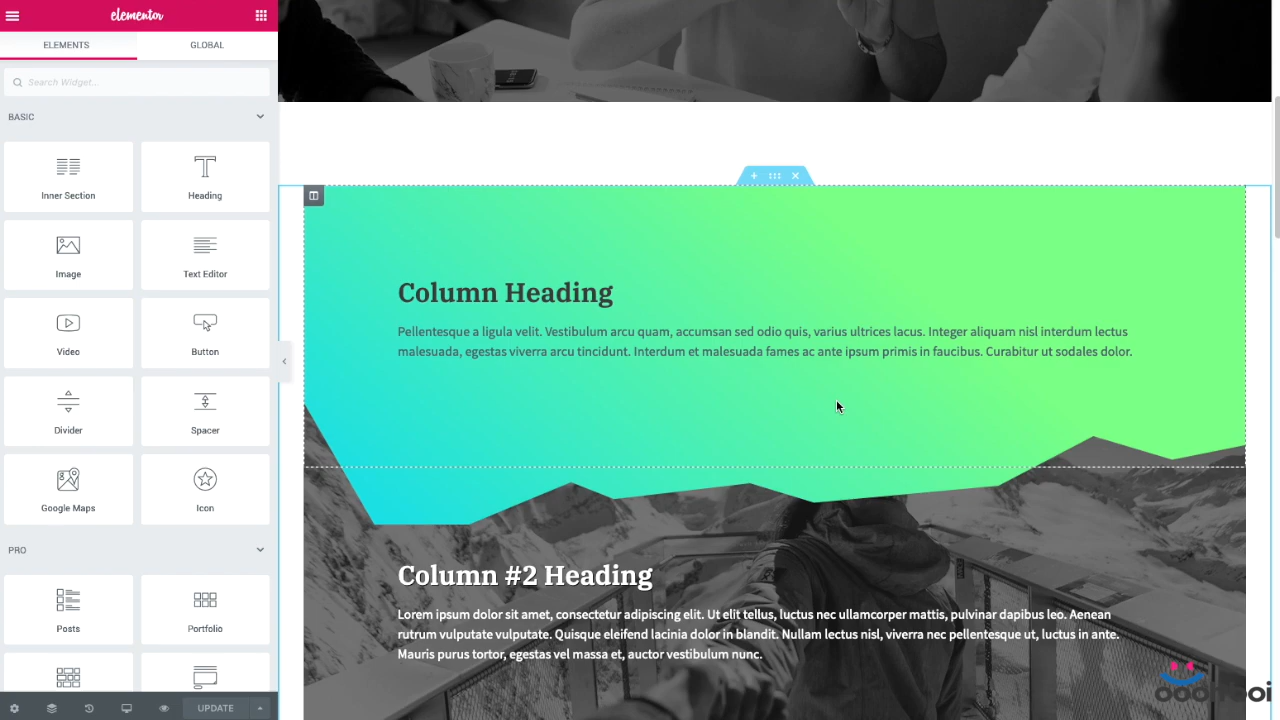 elementor
ELEMENTS
GLOBAL
Search Widget...
BASIC
Inner Section
Heading
Image
Text Editor
Video
Button
Divider
Spacer
Google Maps
Icon
PRO
Posts
Portfolio
UPDATE
Column Heading
Pellentesque a ligula velit. Vestibulum arcu quam, accumsan sed odio quis, varius ultrices lacus. Integer aliquam nisl interdum lectus
malesuada, egestas viverra arcu tincidunt. Interdum et malesuada fames ac ante ipsum primis in faucibus. Curabitur ut sodales dolor.
Column #2 Heading
Lorem ipsum dolor sit amet, consectetur adipiscing elit. Ut elit tellus, luctus nec ullamcorper mattis, pulvinar dapibus leo. Aenean
rutrum vulputate vulputate. Quisque eleifend lacinia dolor in blandit. Nullam lectus nisl, viverra nec pellentesque ut, luctus in ante.
Mauris purus tortor, egestas vel massa et, auctor vestibulum nunc.